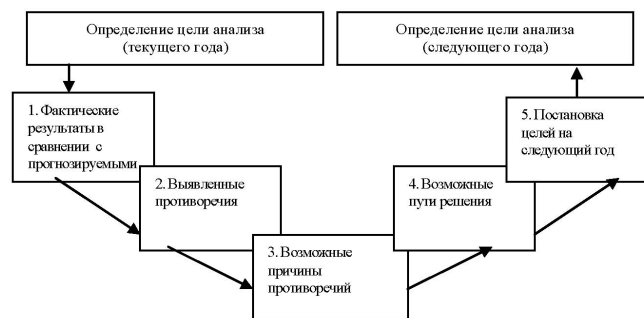 Определение цели анализа
(текущего года)
Определение цели анализа
(следующего года)
1. Фактические
результаты в
сравнении с
прогнозируемыми
2. Выявленные
противоречия
3. Возможные
причины
противоречий
4. Возможные
пути решения
5. Постановка
целей на
следующий год